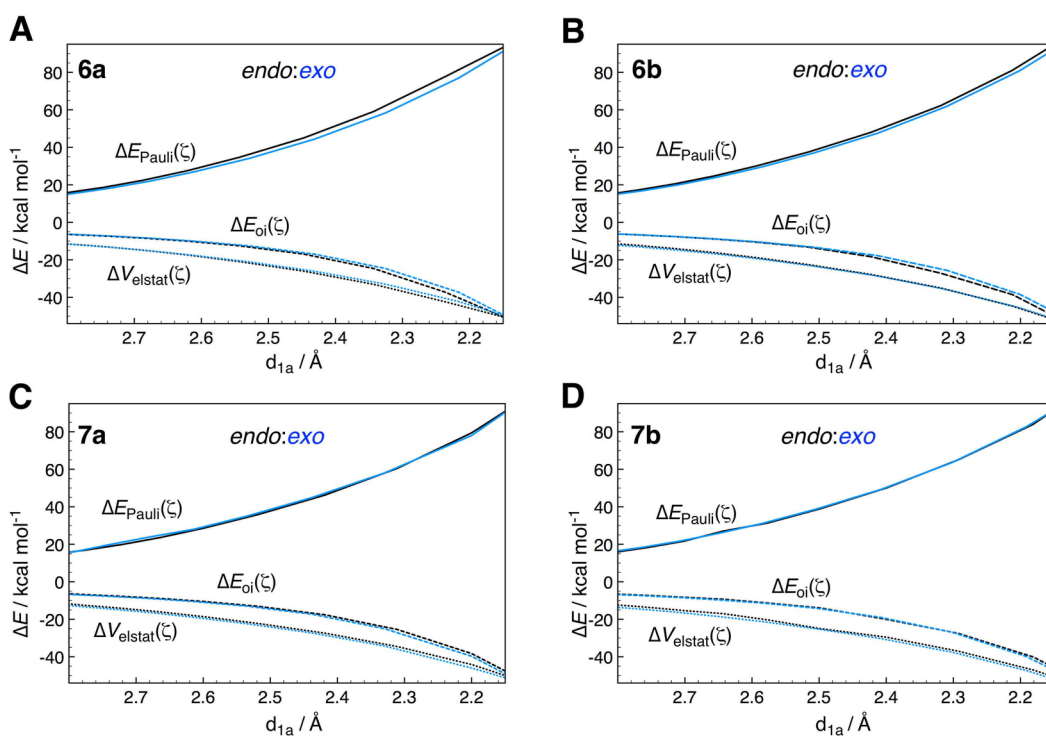 A
6a
endo:exo
80
60
40
20
0
-20
-40
ΔE / kcal mol-1
ΔEPauli(ζ)
ΔEoi(ζ)
ΔVelstat(ζ)
2.7 2.6 2.5 2.4 2.3 2.2
d1a / Å
B
6b
endo:exo
80
60
40
20
0
-20
-40
ΔE / kcal mol-1
ΔEPauli(ζ)
ΔEoi(ζ)
ΔVelstat(ζ)
2.7 2.6 2.5 2.4 2.3 2.2
d1a / Å
C
7a
endo:exo
80
60
40
20
0
-20
-40
ΔE / kcal mol-1
ΔEPauli(ζ)
ΔEoi(ζ)
ΔVelstat(ζ)
2.7 2.6 2.5 2.4 2.3 2.2
d1a / Å
D
7b
endo:exo
80
60
40
20
0
-20
-40
ΔE / kcal mol-1
ΔEPauli(ζ)
ΔEoi(ζ)
ΔVelstat(ζ)
2.7 2.6 2.5 2.4 2.3 2.2
d1a / Å